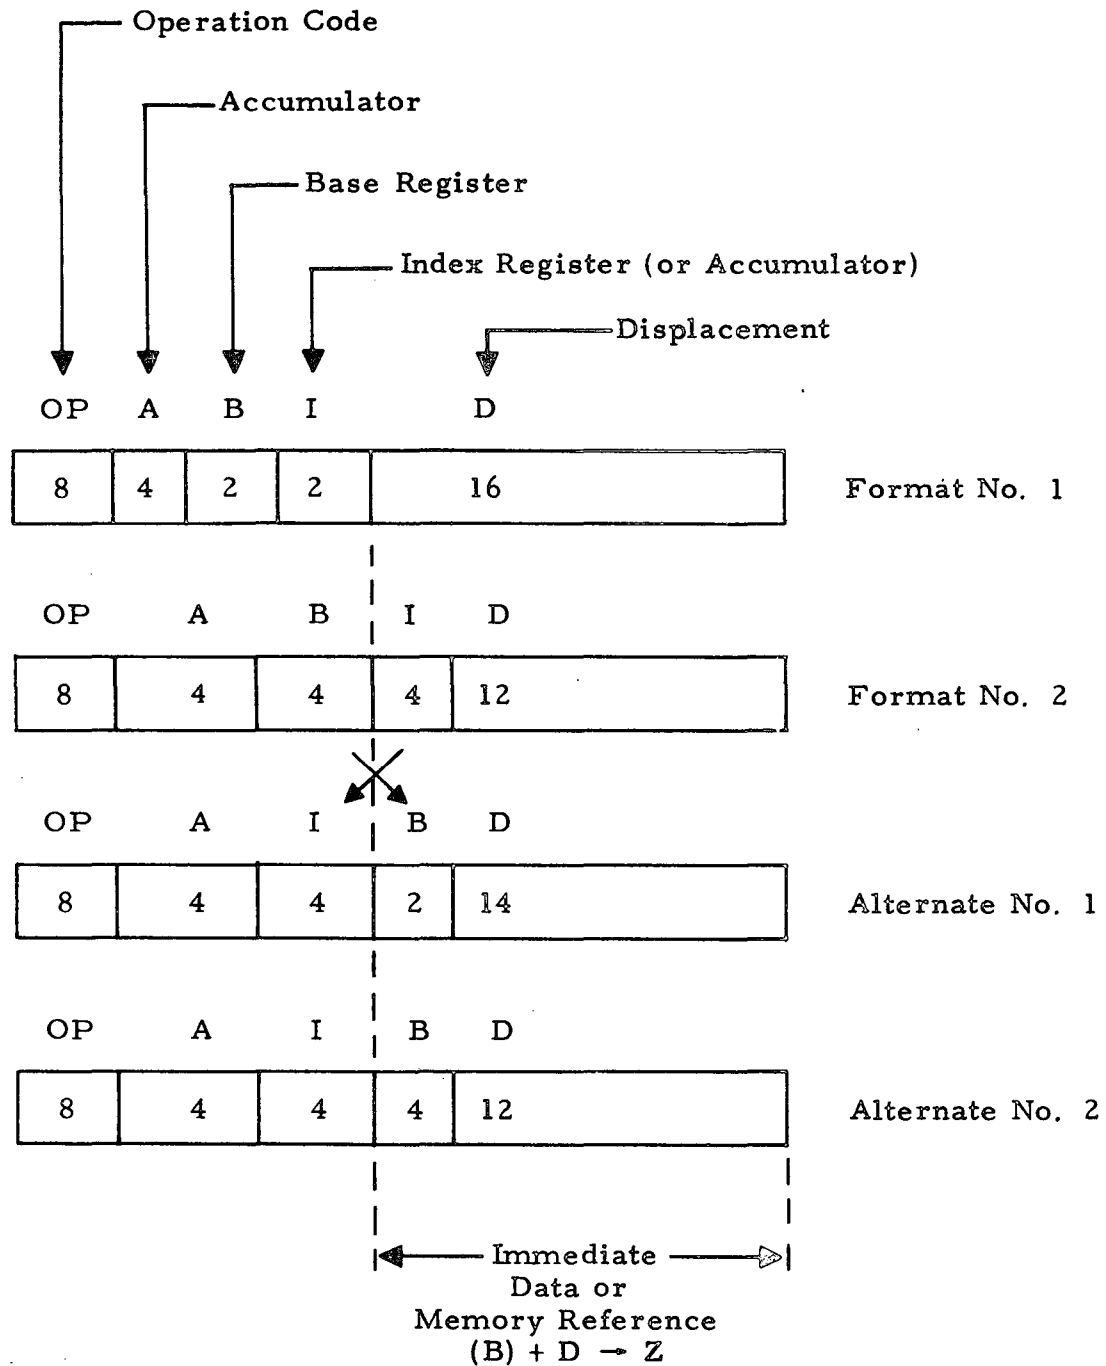 Operation Code
Accumulator
Base Register
Index Register (or Accumulator)
Displacement
OP A B I D
8 4 2 2 16 Format No. 1
OP A B I D
8 4 4 4 12 Format No. 2
OP A I B D
8 4 4 2 14 Alternate No. 1
OP A I B D
8 4 4 4 12 Alternate No. 2
Immediate
Data or
Memory Reference
(B) + D → Z